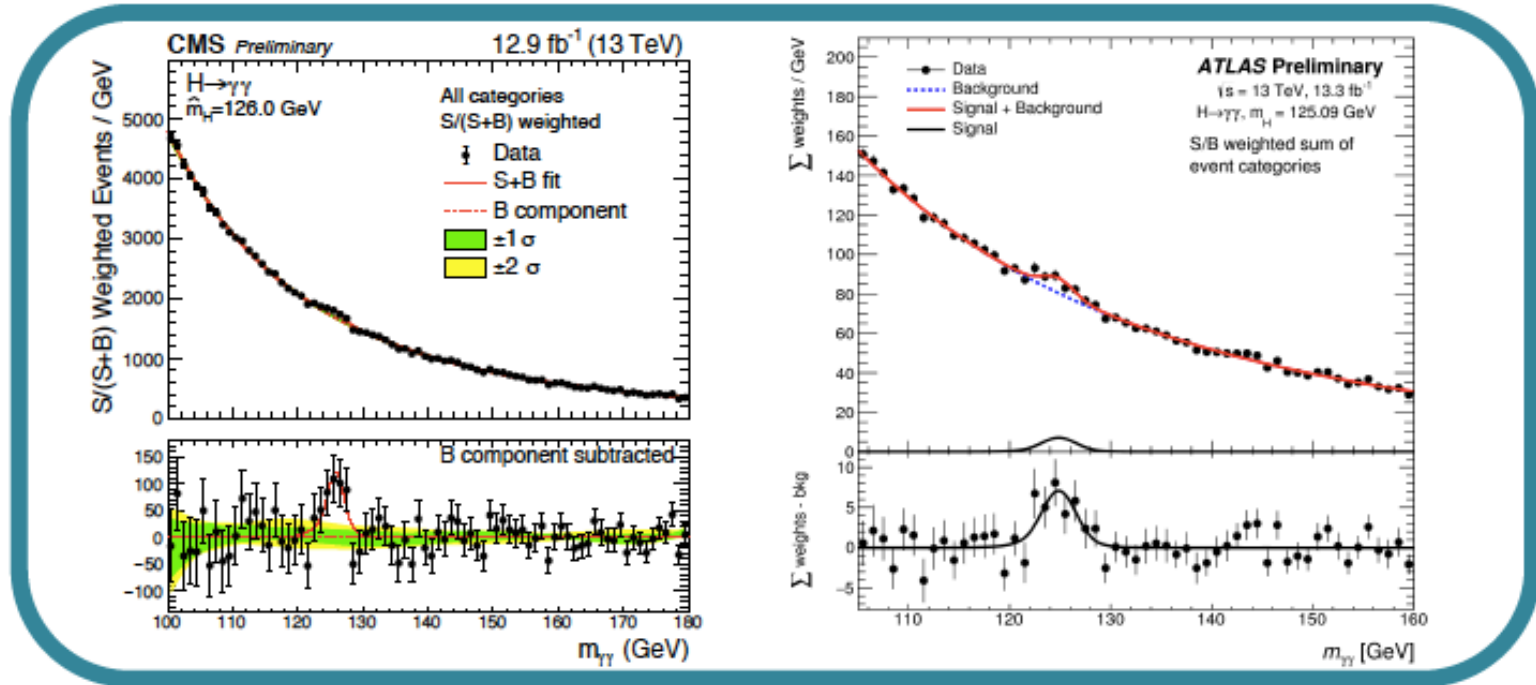 CMS Preliminary 12.9 fb⁻¹ (13 TeV)
H→γγ
m̂_H=126.0 GeV
All categories
S/(S+B) weighted
Data
S+B fit
B component
±1 σ
±2 σ
S/(S+B) Weighted Events / GeV
5000
4000
3000
2000
1000
0
B component subtracted
150
100
50
0
−50
−100
100 110 120 130 140 150 160 170 180
m_γγ (GeV)
ATLAS Preliminary
√s = 13 TeV, 13.3 fb⁻¹
H→γγ, m_H = 125.09 GeV
S/B weighted sum of
event categories
Data
Background
Signal + Background
Signal
∑ weights / GeV
200
180
160
140
120
100
80
60
40
20
0
∑ weights - bkg
10
5
0
−5
110 120 130 140 150 160
m_γγ [GeV]